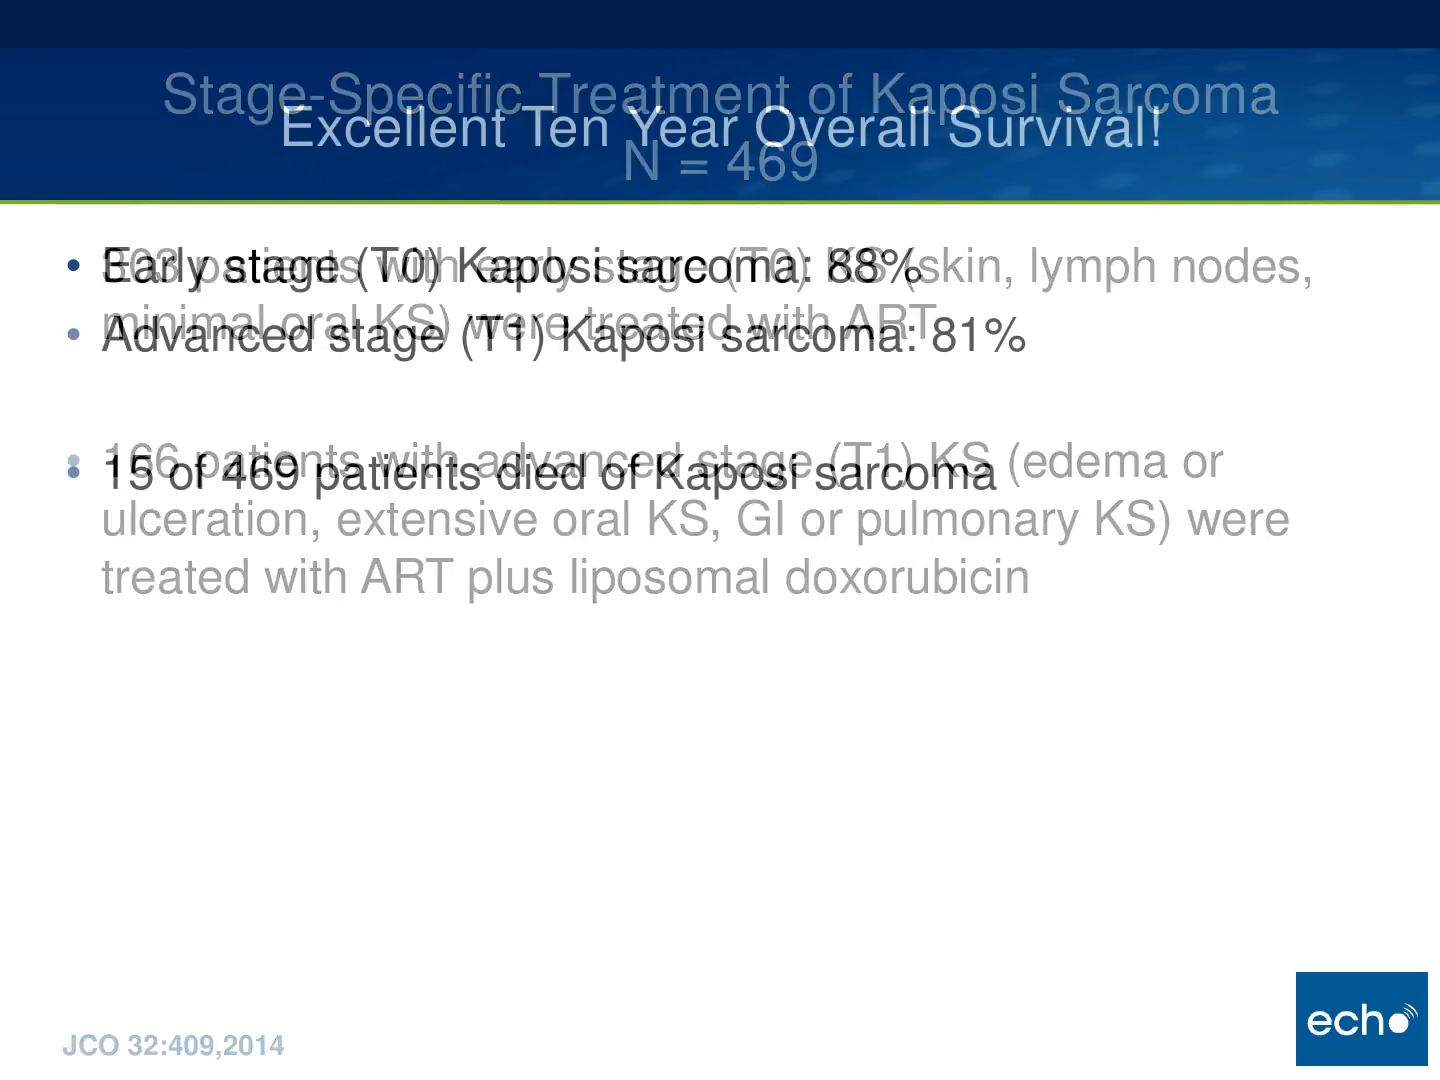 Stage-Specific Treatment of Kaposi Sarcoma
N = 469
Excellent Ten Year Overall Survival!
• 303 patients with early stage (T0) KS (skin, lymph nodes,
minimal oral KS) were treated with ART
• 166 patients with advanced stage (T1) KS (edema or
ulceration, extensive oral KS, GI or pulmonary KS) were
treated with ART plus liposomal doxorubicin
• Early stage (T0) Kaposi sarcoma: 88%
• Advanced stage (T1) Kaposi sarcoma: 81%
• 15 of 469 patients died of Kaposi sarcoma
JCO 32:409,2014
echo